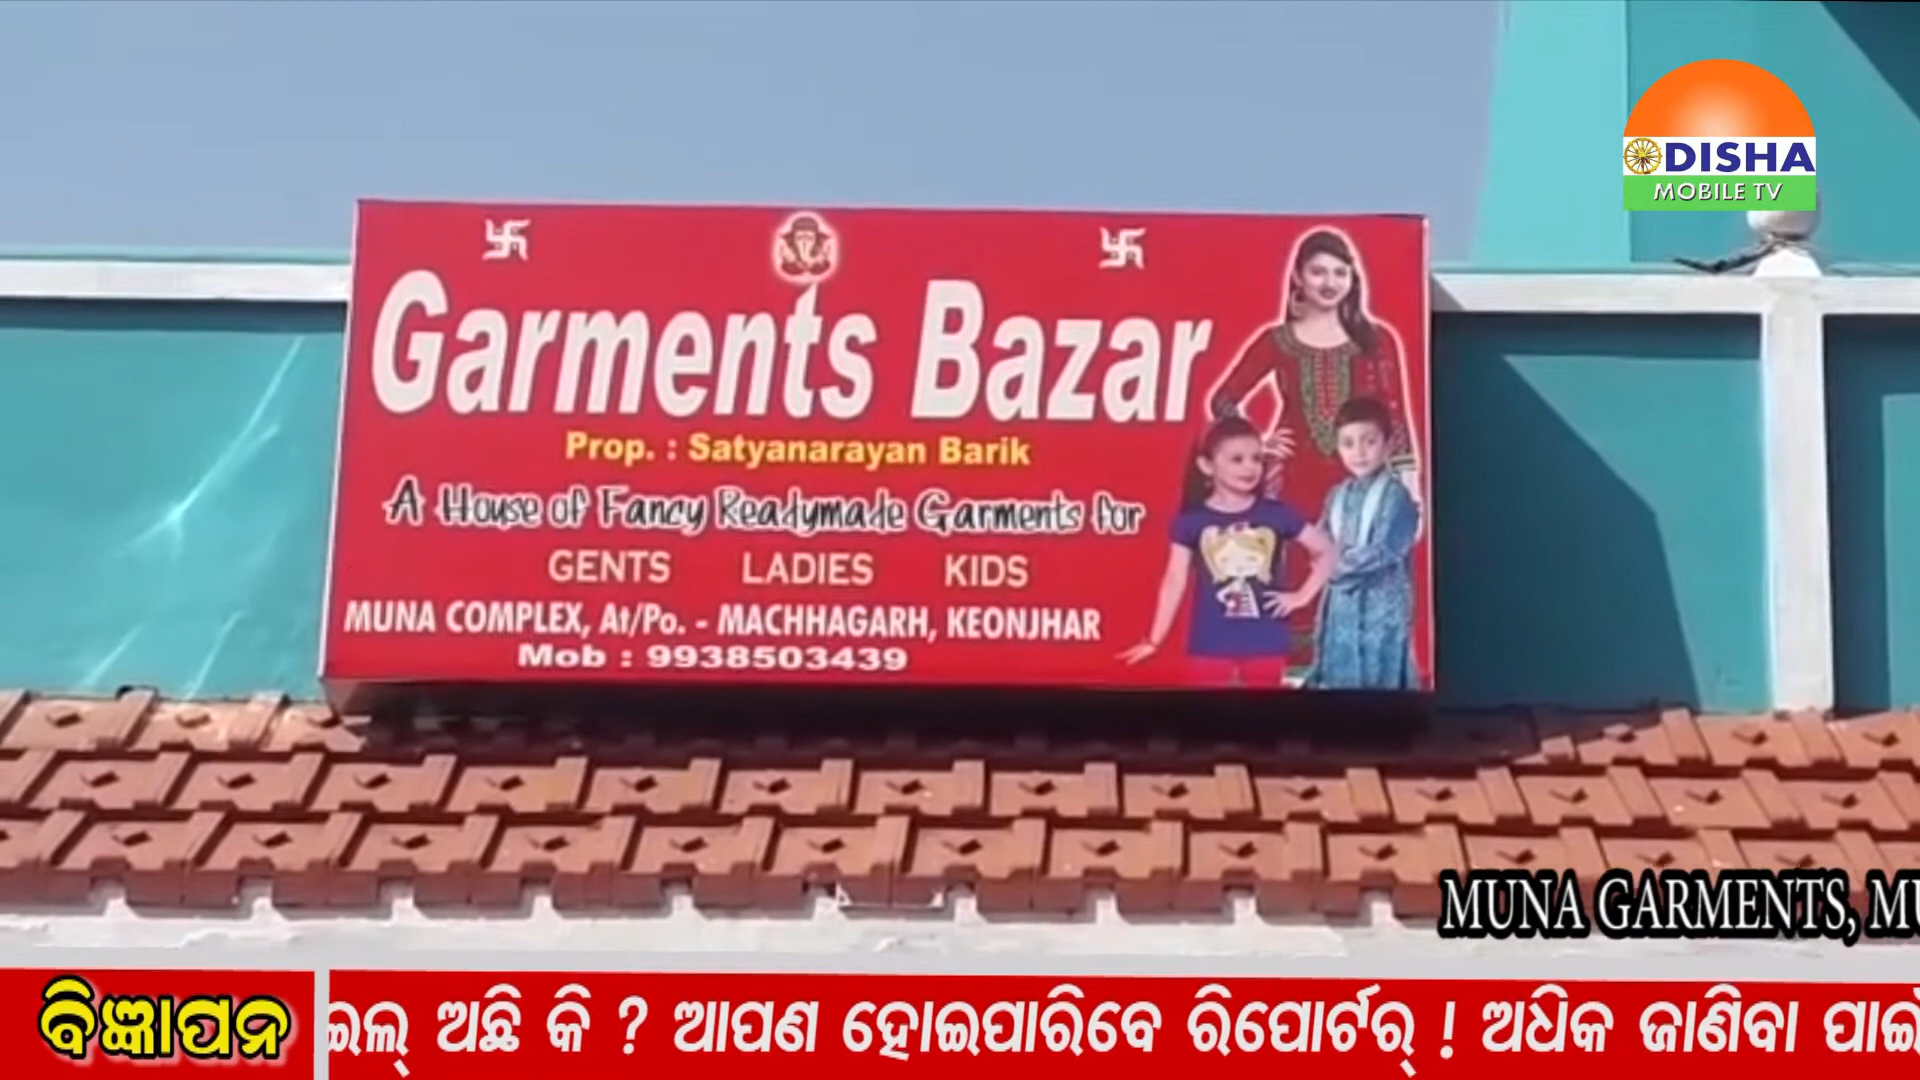 ODISHA
MOBILE TV
Garments Bazar
Prop. : Satyanarayan Barik
A House of Fancy Readymade Garments for
GENTS LADIES KIDS
MUNA COMPLEX, At/Po. - MACHHAGARH, KEONJHAR
Mob : 9938503439
MUNA GARMENTS,
ବିଜ୍ଞାପନ
ଅଛି କି ? ଆପଣ ହୋଇପାରିବେ ରିପୋର୍ଟର୍ ! ଅଧିକ ଜାଣିବା ପାଇଁ